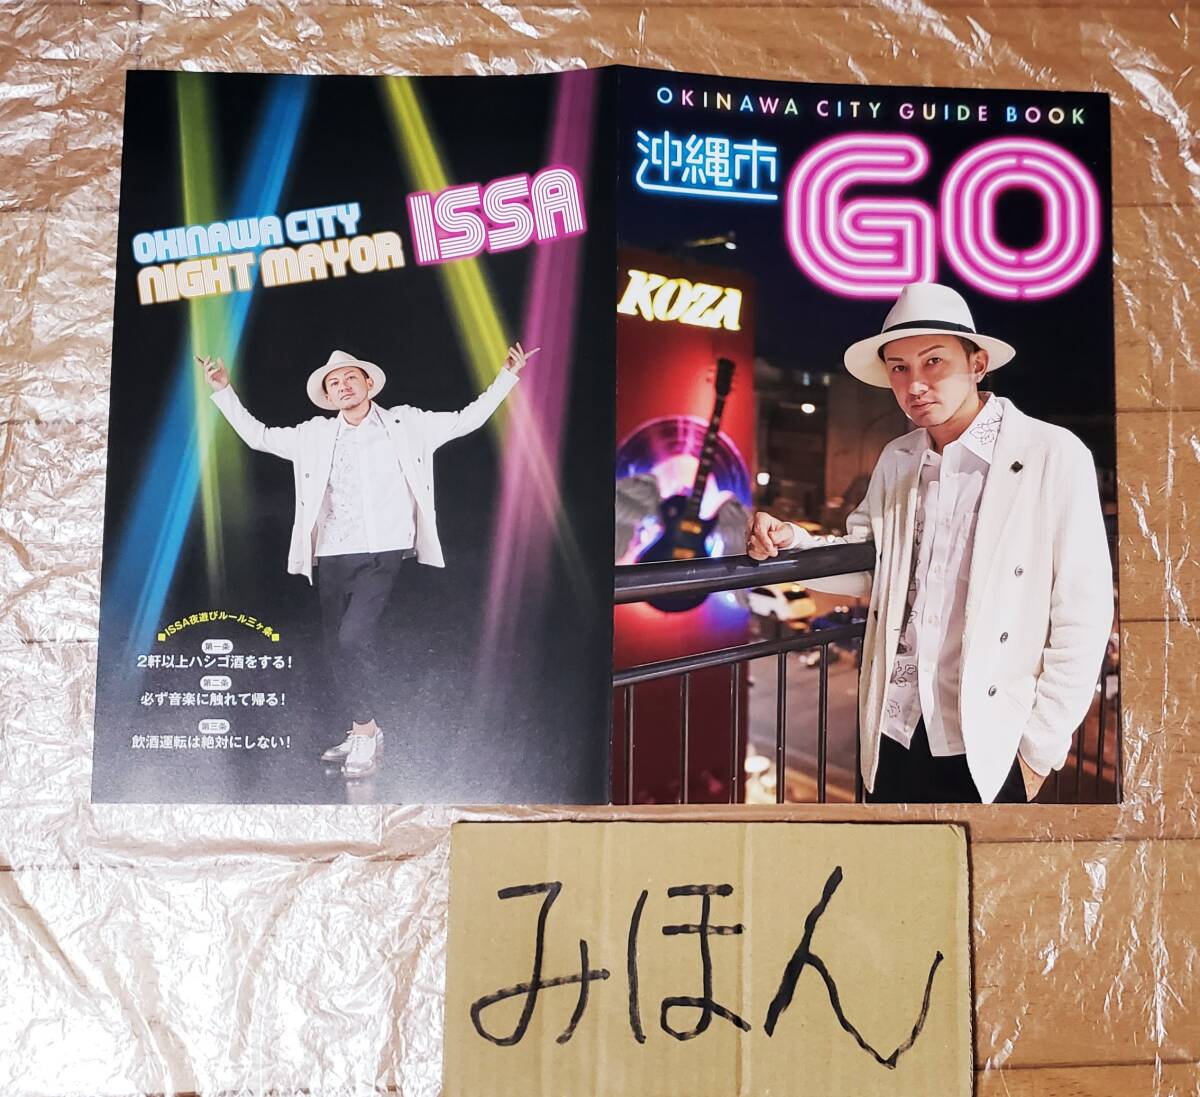 OKINAWA CITY
NIGHT MAYOR
ISSA
◆ISSA夜遊びルール三ヶ条◆
第一条
2軒以上ハシゴ酒をする!
第二条
必ず音楽に触れて帰る!
第三条
飲酒運転は絶対にしない!
OKINAWA CITY GUIDE BOOK
沖縄市
GO
KOZA
みほん